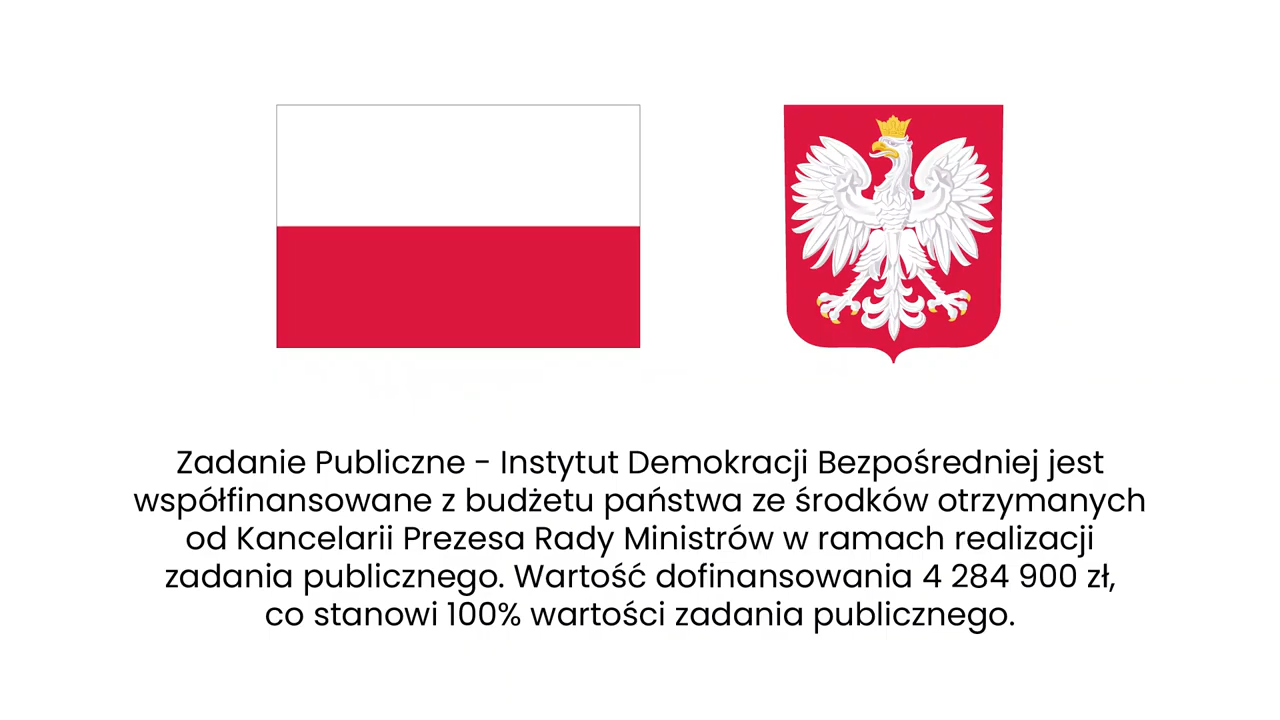 Zadanie Publiczne - Instytut Demokracji Bezpośredniej jest
współfinansowane z budżetu państwa ze środków otrzymanych
od Kancelarii Prezesa Rady Ministrów w ramach realizacji
zadania publicznego. Wartość dofinansowania 4 284 900 zł,
co stanowi 100% wartości zadania publicznego.